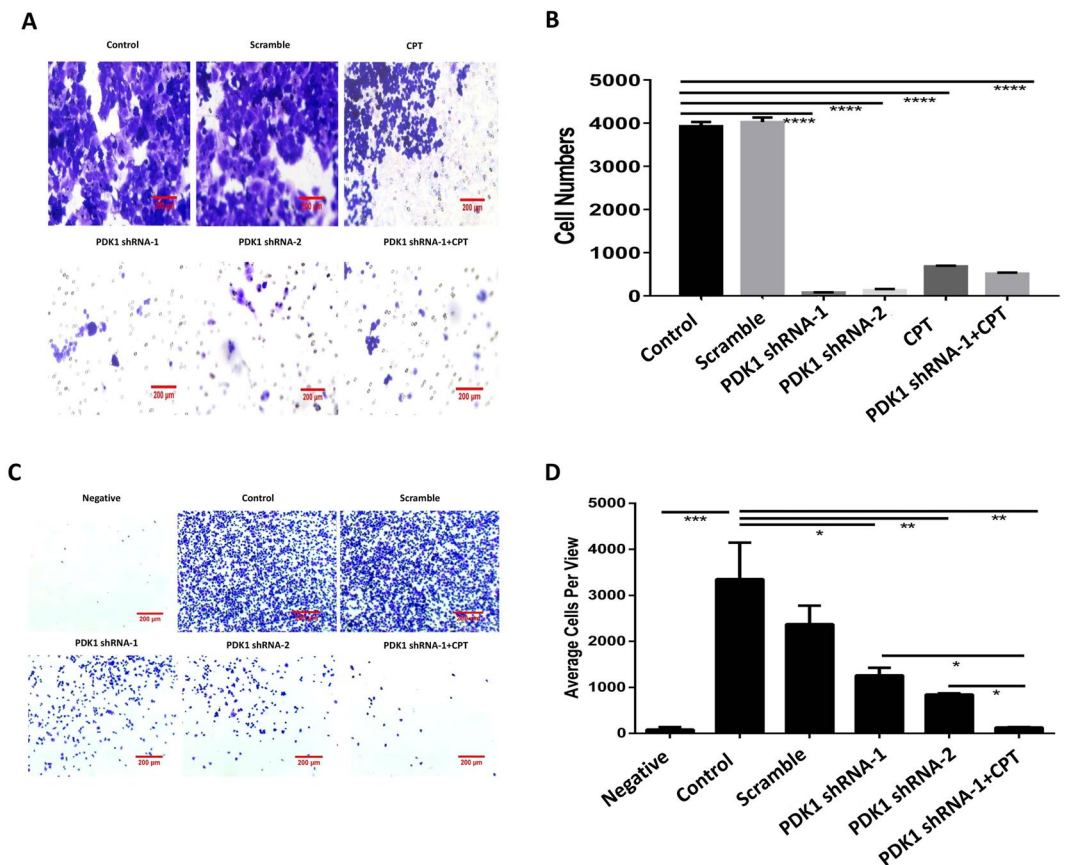 A
Control
Scramble
CPT
200 µm
200 µm
200 µm
PDK1 shRNA-1
PDK1 shRNA-2
PDK1 shRNA-1+CPT
200 µm
200 µm
200 µm
B
Cell Numbers
5000
4000
3000
2000
1000
0
****
****
****
****
Control
Scramble
PDK1 shRNA-1
PDK1 shRNA-2
CPT
PDK1 shRNA-1+CPT
C
Negative
Control
Scramble
200 µm
200 µm
200 µm
PDK1 shRNA-1
PDK1 shRNA-2
PDK1 shRNA-1+CPT
200 µm
200 µm
200 µm
D
Average Cells Per View
5000
4000
3000
2000
1000
0
***
*
**
**
*
*
Negative
Control
Scramble
PDK1 shRNA-1
PDK1 shRNA-2
PDK1 shRNA-1+CPT